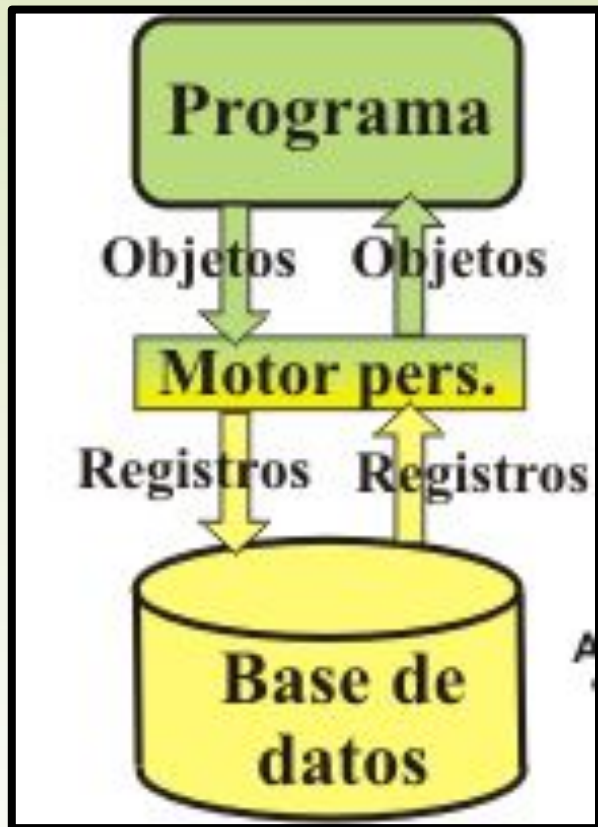 Programa
Objetos Objetos
Motor pers.
Registros Registros
Base de
datos
A